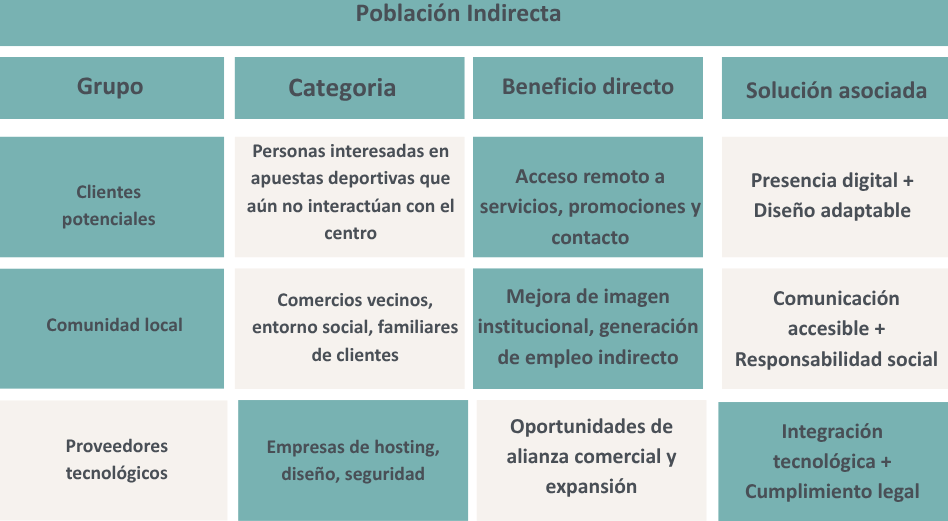 Población Indirecta
Grupo
Categoria
Beneficio directo
Solución asociada
Clientes
potenciales
Personas interesadas en
apuestas deportivas que
aún no interactúan con el
centro
Acceso remoto a
servicios, promociones y
contacto
Presencia digital +
Diseño adaptable
Comunidad local
Comercios vecinos,
entorno social, familiares
de clientes
Mejora de imagen
institucional, generación
de empleo indirecto
Comunicación
accesible +
Responsabilidad social
Proveedores
tecnológicos
Empresas de hosting,
diseño, seguridad
Oportunidades de
alianza comercial y
expansión
Integración
tecnológica +
Cumplimiento legal